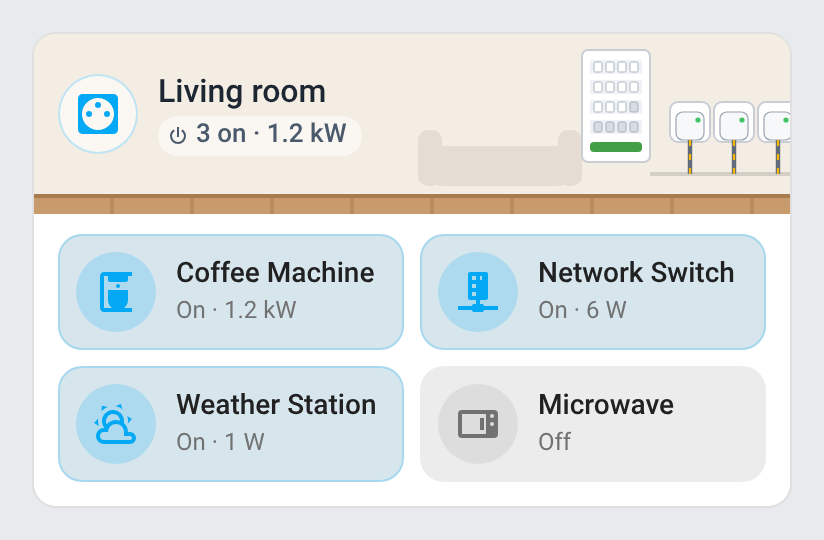 Living room
3 on · 1.2 kW
Coffee Machine
On · 1.2 kW
Network Switch
On · 6 W
Weather Station
On · 1 W
Microwave
Off